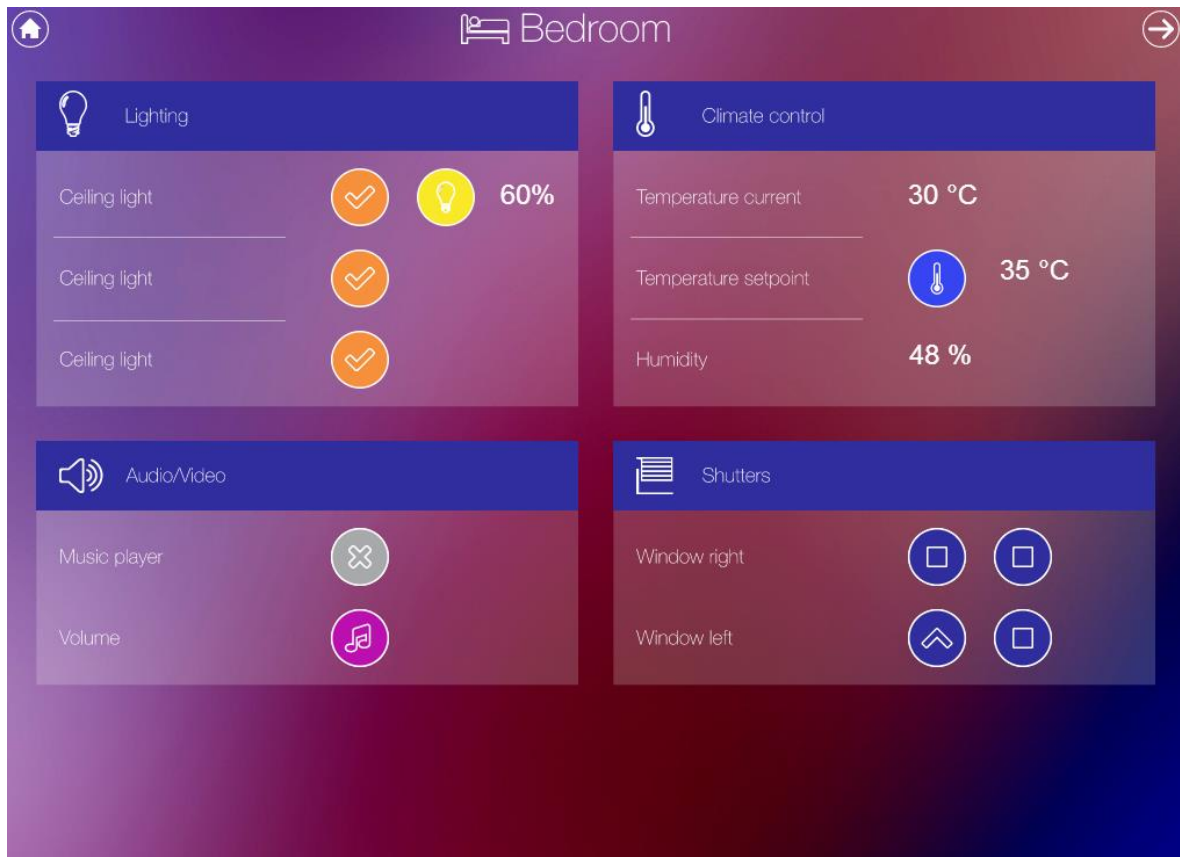 Bedroom
Lighting
Ceiling light 60%
Ceiling light
Ceiling light
Climate control
Temperature current 30 °C
Temperature setpoint 35 °C
Humidity 48 %
Audio/Video
Music player
Volume
Shutters
Window right
Window left